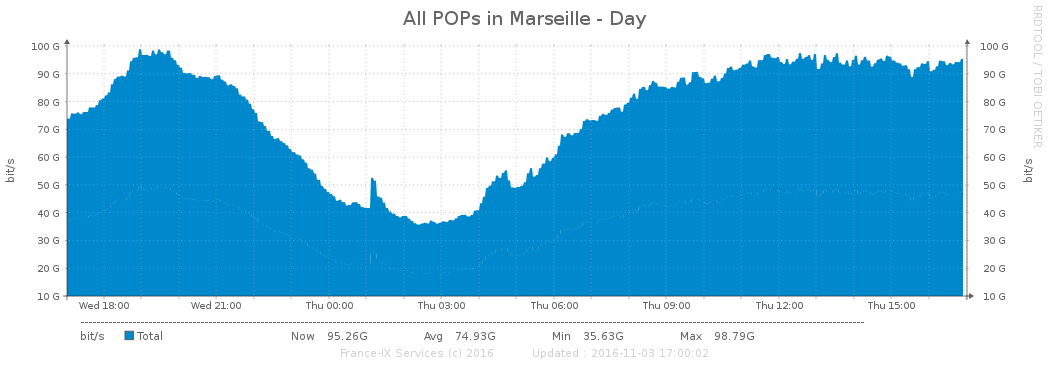 All POPs in Marseille - Day
RRDTOOL / TOBI OETIKER
bit/s
100 G
90 G
80 G
70 G
60 G
50 G
40 G
30 G
20 G
10 G
100 G
90 G
80 G
70 G
60 G
50 G
40 G
30 G
20 G
10 G
bit/s
Wed 18:00 Wed 21:00 Thu 00:00 Thu 03:00 Thu 06:00 Thu 09:00 Thu 12:00 Thu 15:00
bit/s Total Now 95.26G Avg 74.93G Min 35.63G Max 98.79G
France-IX Services (c) 2016 Updated : 2016-11-03 17:00:02